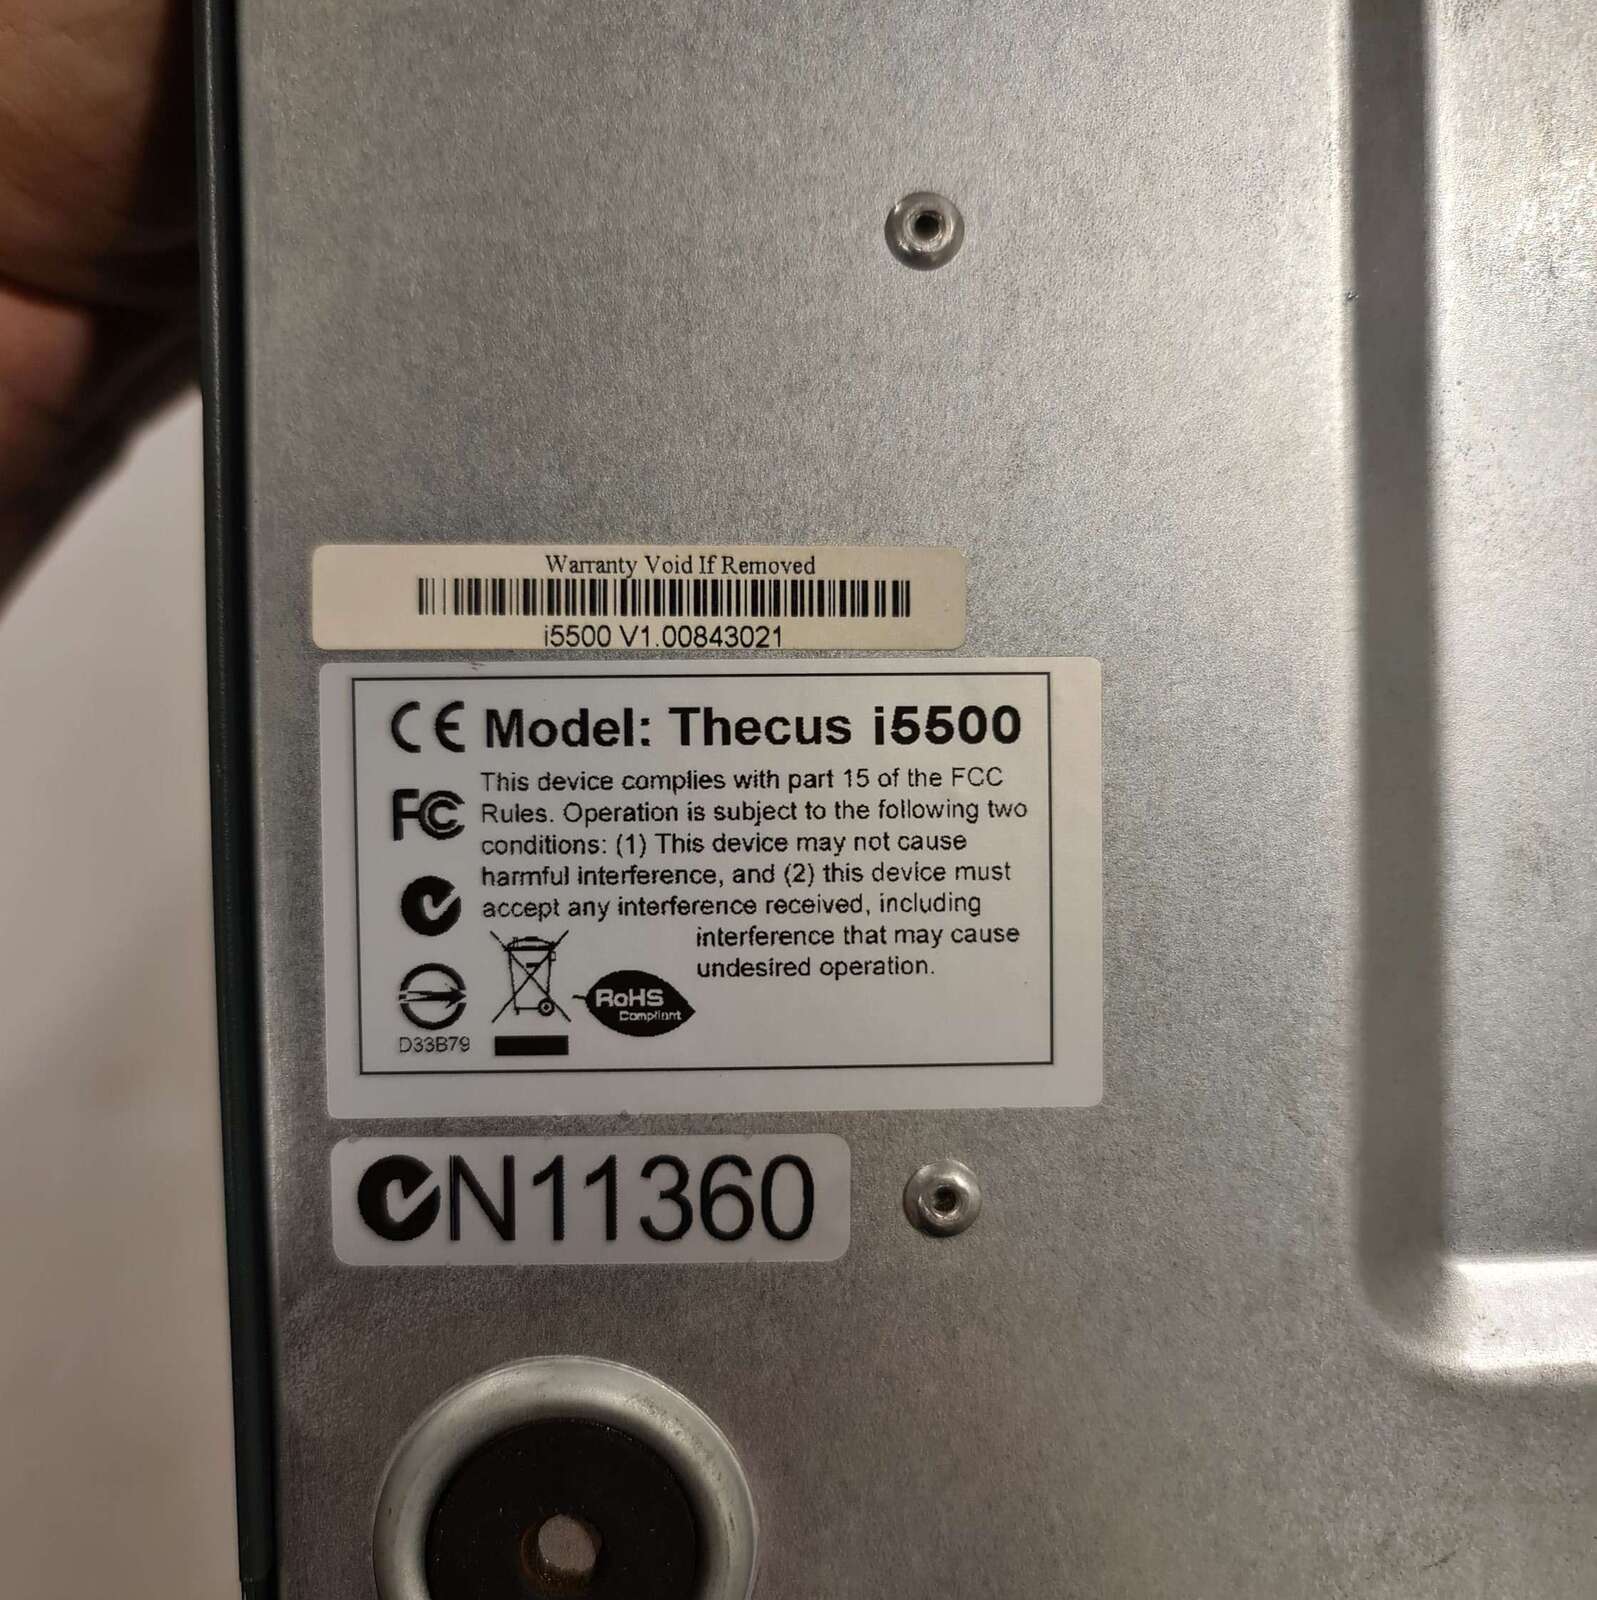 Warranty Void If Removed
i5500 V1.00843021
CE Model: Thecus i5500
This device complies with part 15 of the FCC
FC Rules. Operation is subject to the following two
conditions: (1) This device may not cause
harmful interference, and (2) this device must
accept any interference received, including
interference that may cause
undesired operation.
RoHS
Compliant
D33B79
N11360